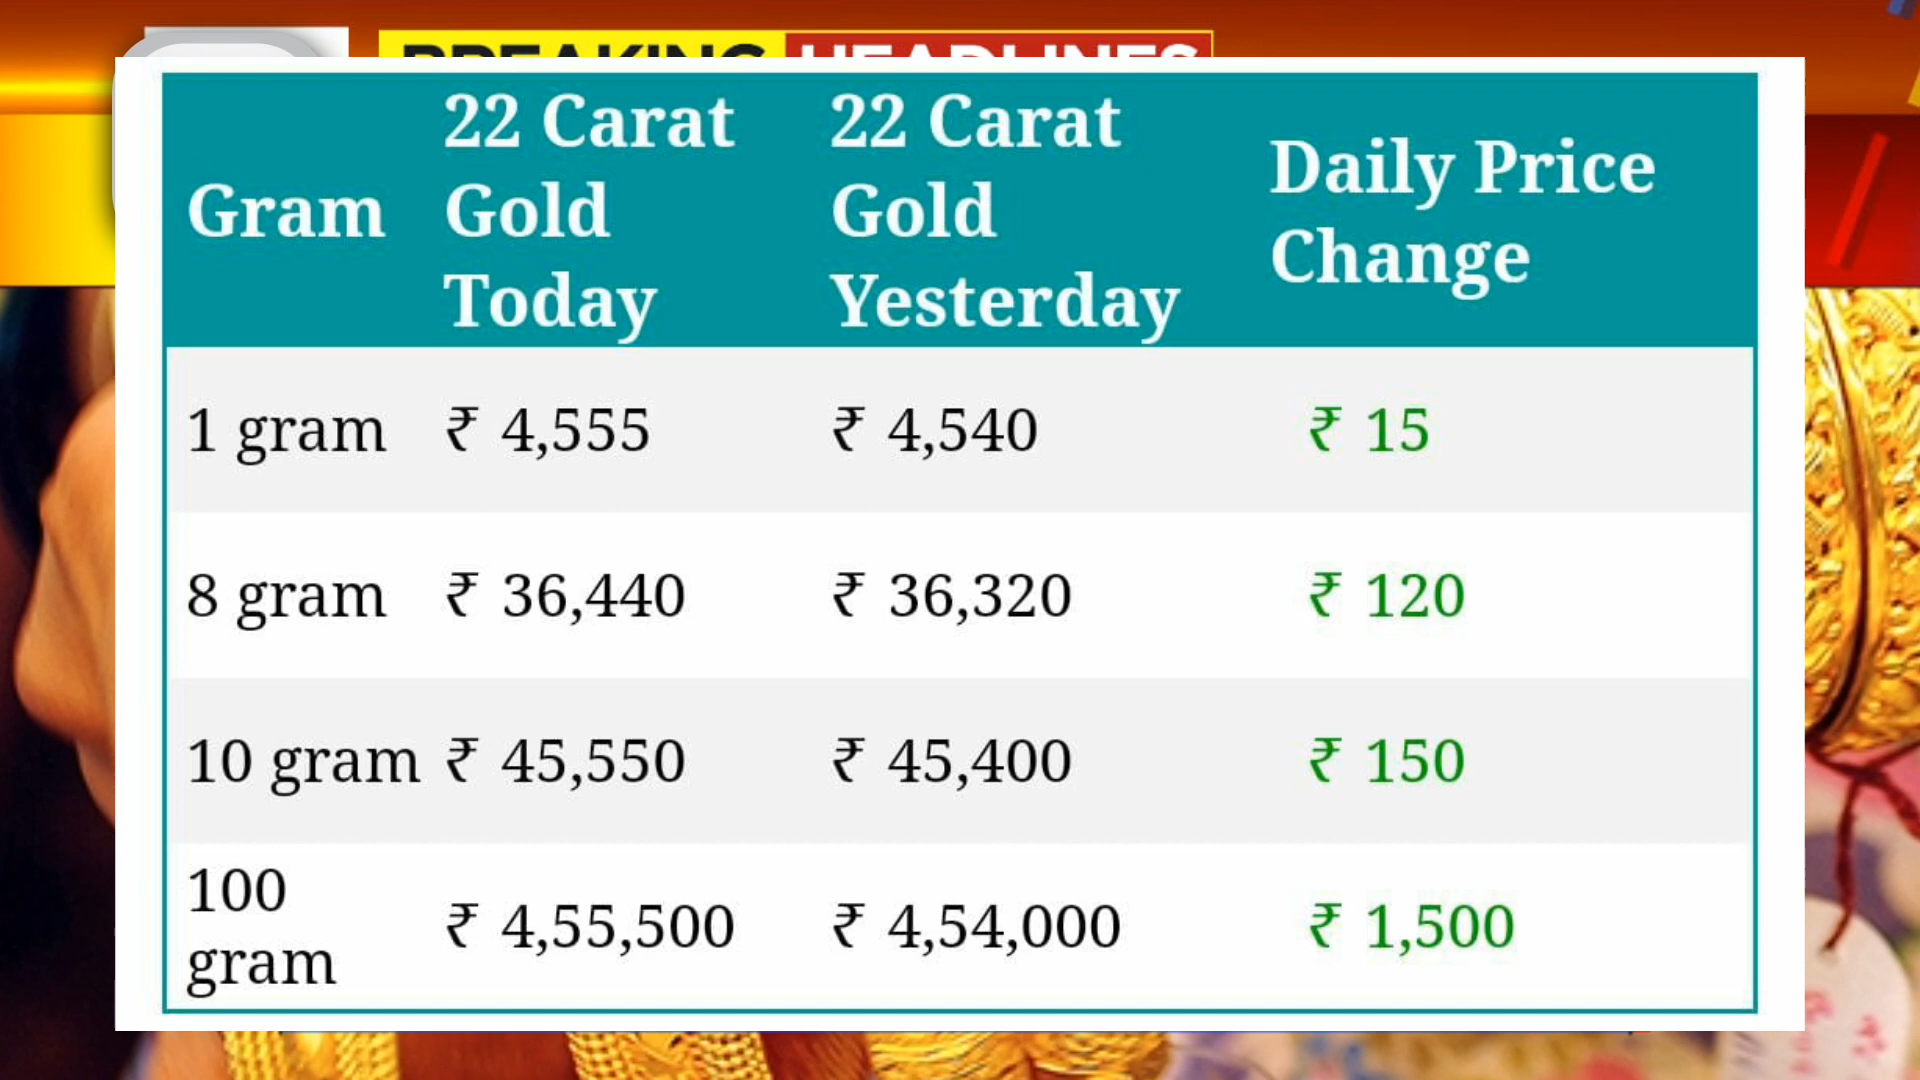 BREAKING HEADLINES
Gram
22 Carat
Gold
Today
22 Carat
Gold
Yesterday
Daily Price
Change
1 gram ₹ 4,555 ₹ 4,540 ₹ 15
8 gram ₹ 36,440 ₹ 36,320 ₹ 120
10 gram ₹ 45,550 ₹ 45,400 ₹ 150
100
gram
₹ 4,55,500 ₹ 4,54,000 ₹ 1,500